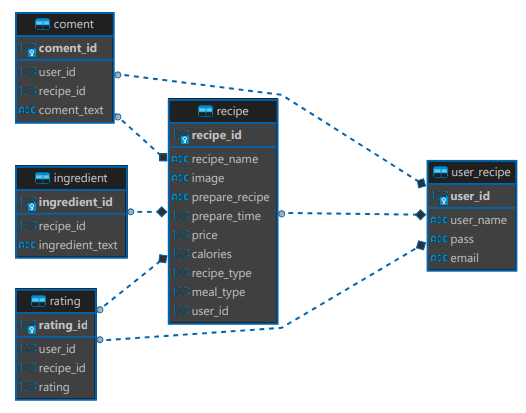 coment
coment_id
user_id
recipe_id
coment_text
recipe
recipe_id
recipe_name
image
prepare_recipe
prepare_time
price
calories
recipe_type
meal_type
user_id
ingredient
ingredient_id
recipe_id
ingredient_text
user_recipe
user_id
user_name
pass
email
rating
rating_id
user_id
recipe_id
rating